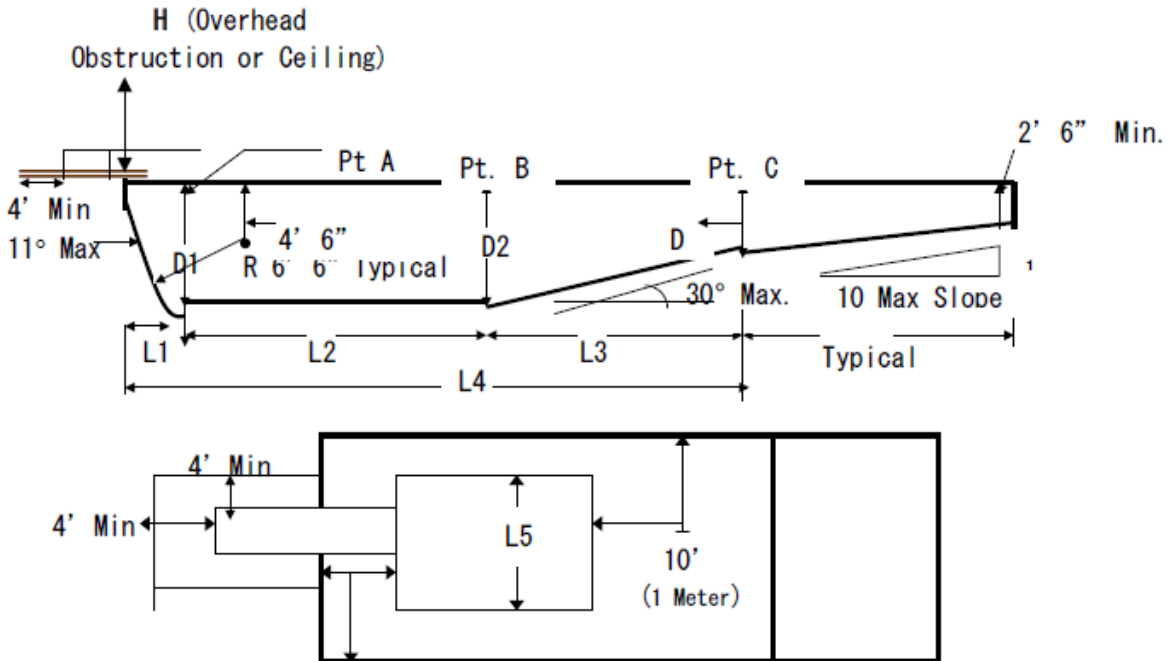 H (Overhead
Obstruction or Ceiling)
2’ 6” Min.
Pt A
Pt. B
Pt. C
4’ Min
11° Max
D1
4’ 6”
R 6’ 6” Typical
D2
D
30° Max.
1
10 Max Slope
L1
L2
L3
Typical
L4
4’ Min
4’ Min
L5
10’
(1 Meter)